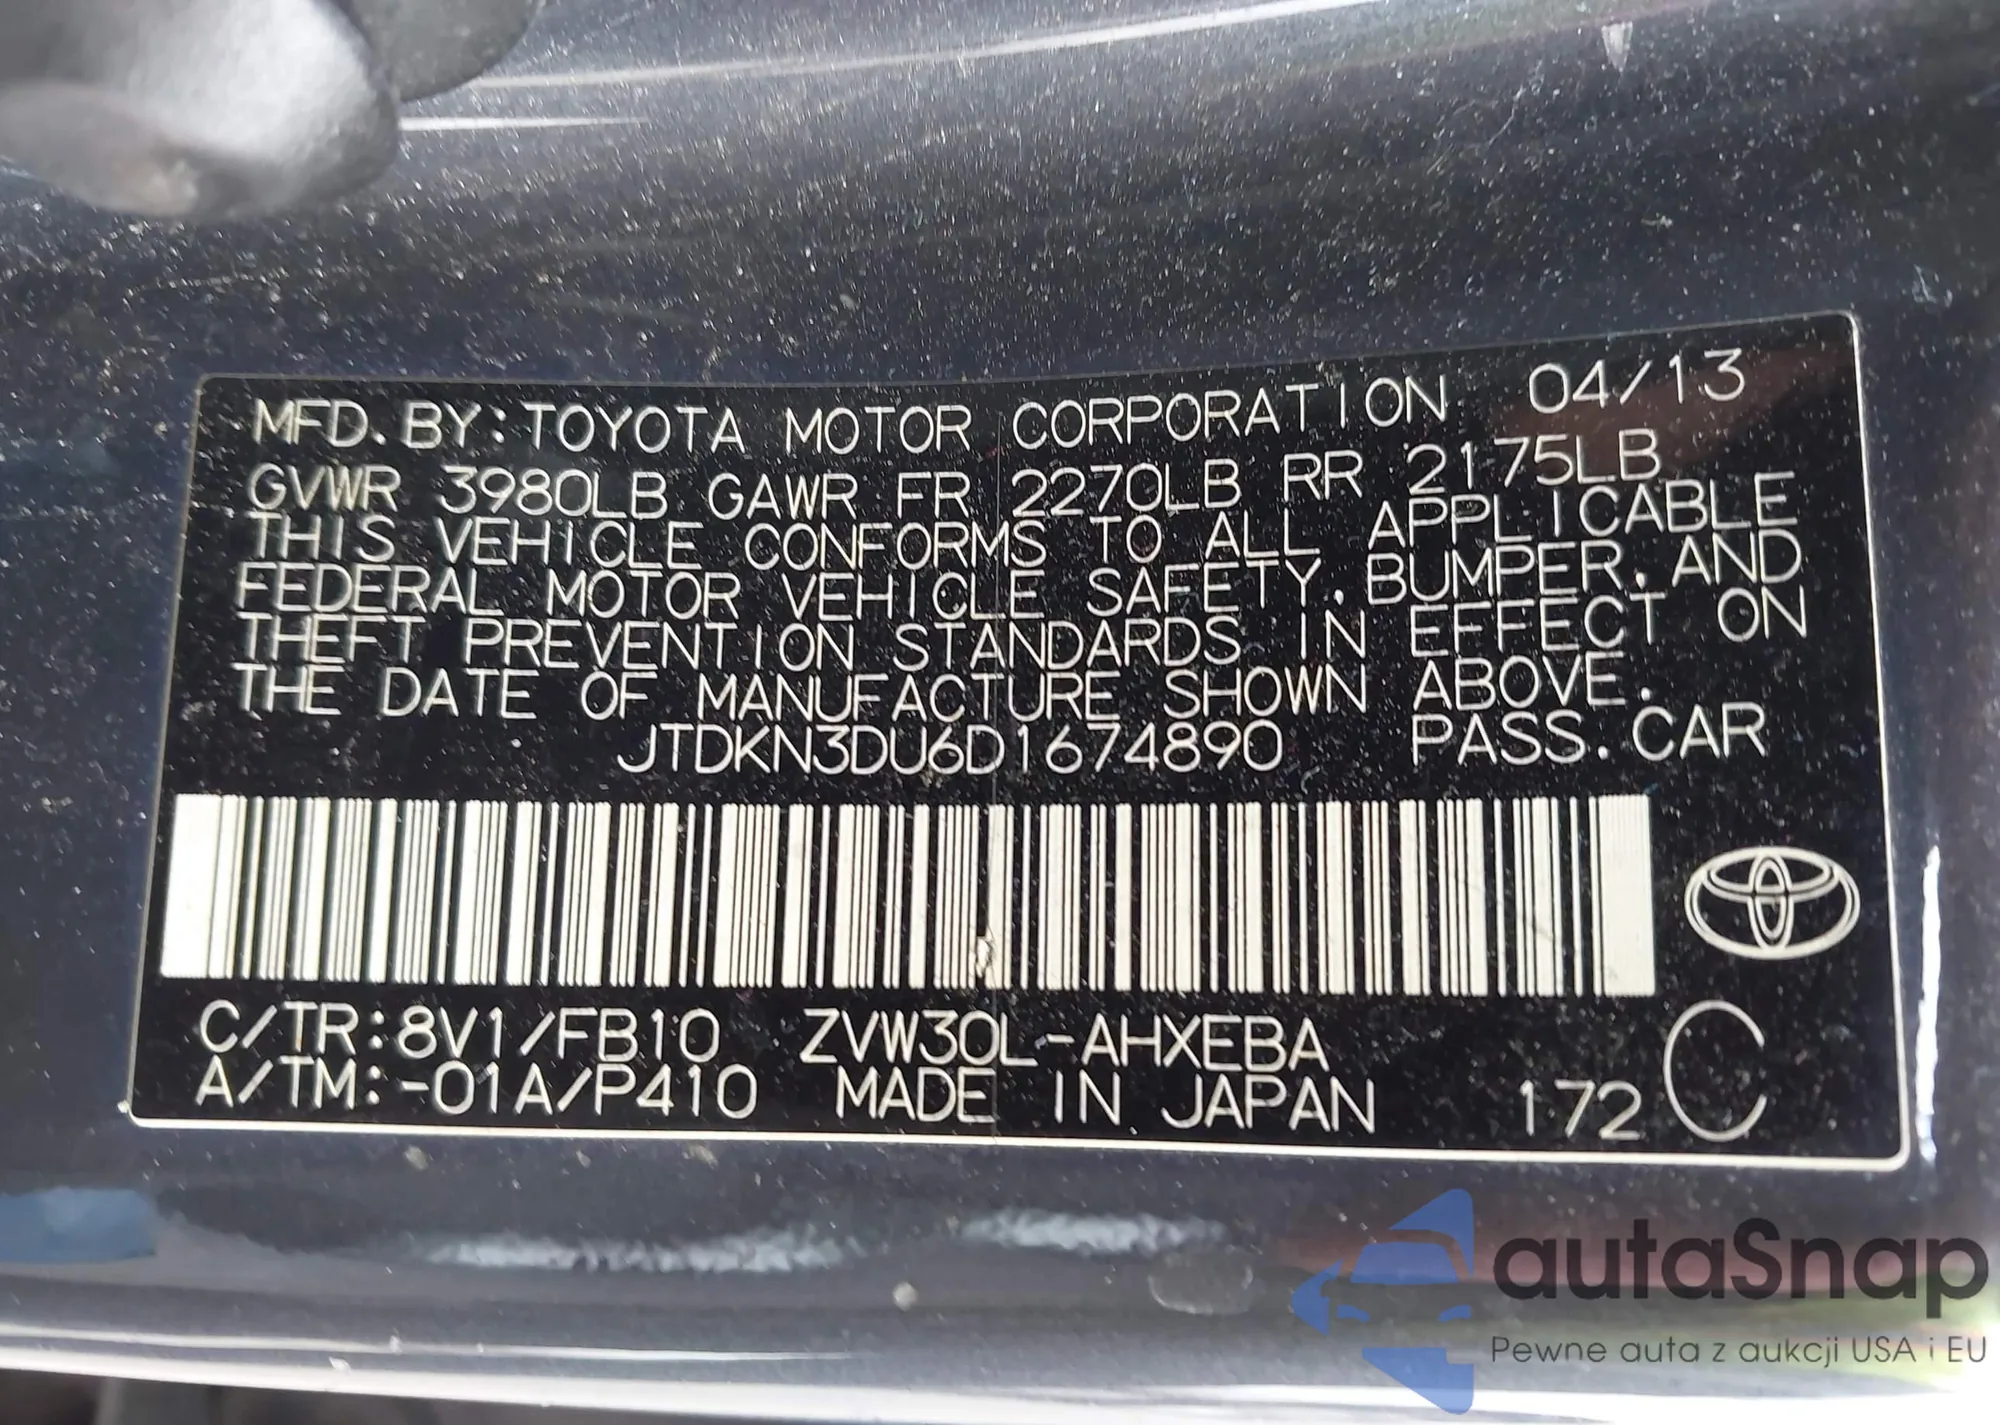 MFD. BY: TOYOTA MOTOR CORPORATION 04/13
GVWR 3980LB GAWR FR 2270LB RR 2175LB
THIS VEHICLE CONFORMS TO ALL APPLICABLE
FEDERAL MOTOR VEHICLE SAFETY, BUMPER, AND
THEFT PREVENTION STANDARDS IN EFFECT ON
THE DATE OF MANUFACTURE SHOWN ABOVE.
JTDKN3DU6D1674890 PASS. CAR
C/TR:8V1/FB10 ZVW30L-AHXEBA
A/TM:-01A/P410 MADE IN JAPAN 172 C
autaSnap
Pewne auta z aukcji USA i EU